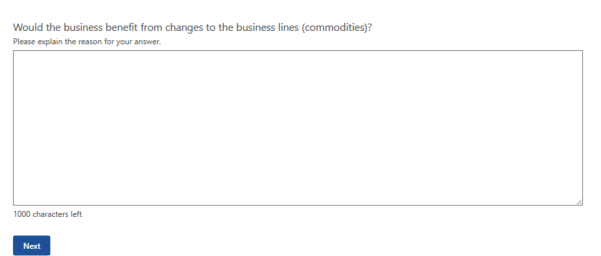 Would the business benefit from changes to the business lines (commodities)?
Please explain the reason for your answer.
1000 characters left
Next